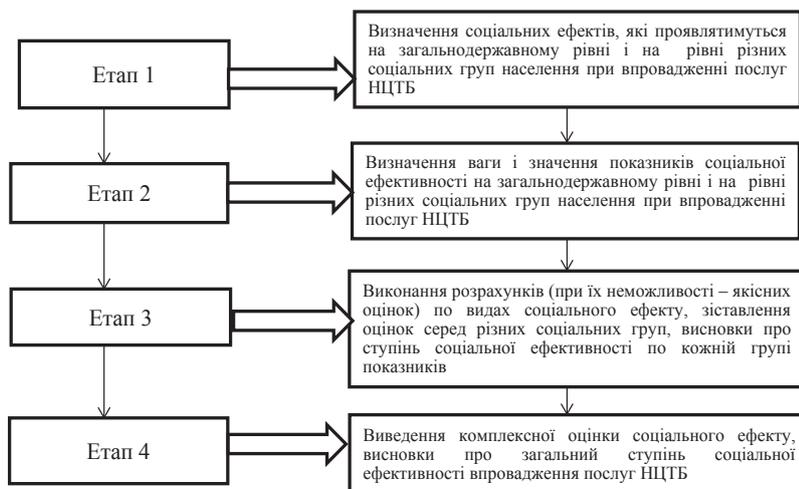 Етап 1
Визначення соціальних ефектів, які проявлятимуться
на загальнодержавному рівні і на рівні різних
соціальних груп населення при впровадженні послуг
НЦТБ
Етап 2
Визначення ваги і значення показників соціальної
ефективності на загальнодержавному рівні і на рівні
різних соціальних груп населення при впровадженні
послуг НЦТБ
Етап 3
Виконання розрахунків (при їх неможливості – якісних
оцінок) по видах соціального ефекту, зіставлення
оцінок серед різних соціальних груп, висновки про
ступінь соціальної ефективності по кожній групі
показників
Етап 4
Виведення комплексної оцінки соціального ефекту,
висновки про загальний ступінь соціальної
ефективності впровадження послуг НЦТБ